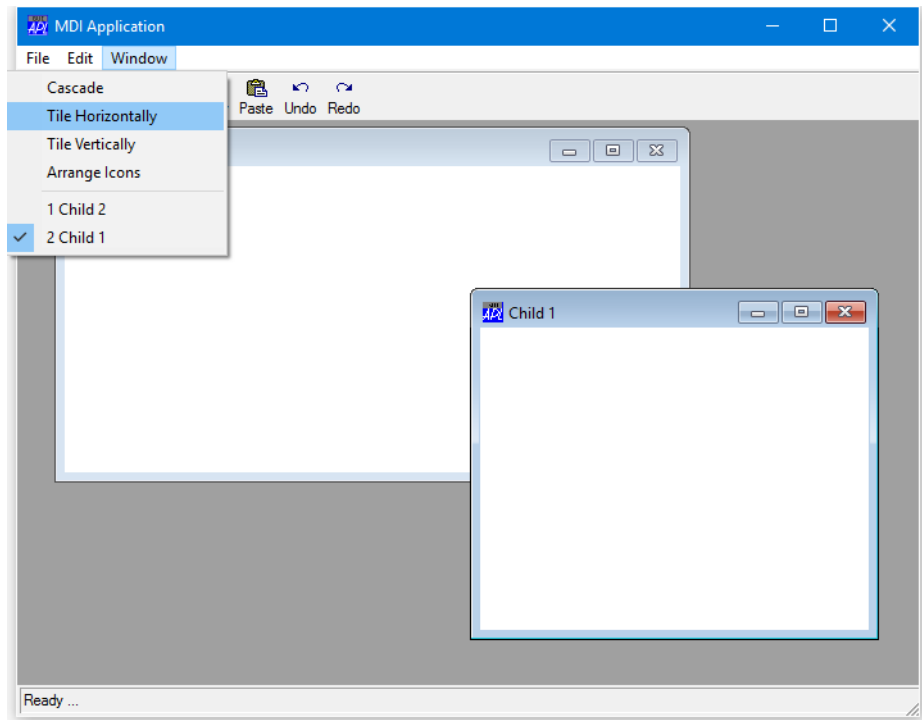 MDI Application
File Edit Window
Cascade
Tile Horizontally
Tile Vertically
Arrange Icons
1 Child 2
2 Child 1
Paste Undo Redo
API Child 1
Ready ...